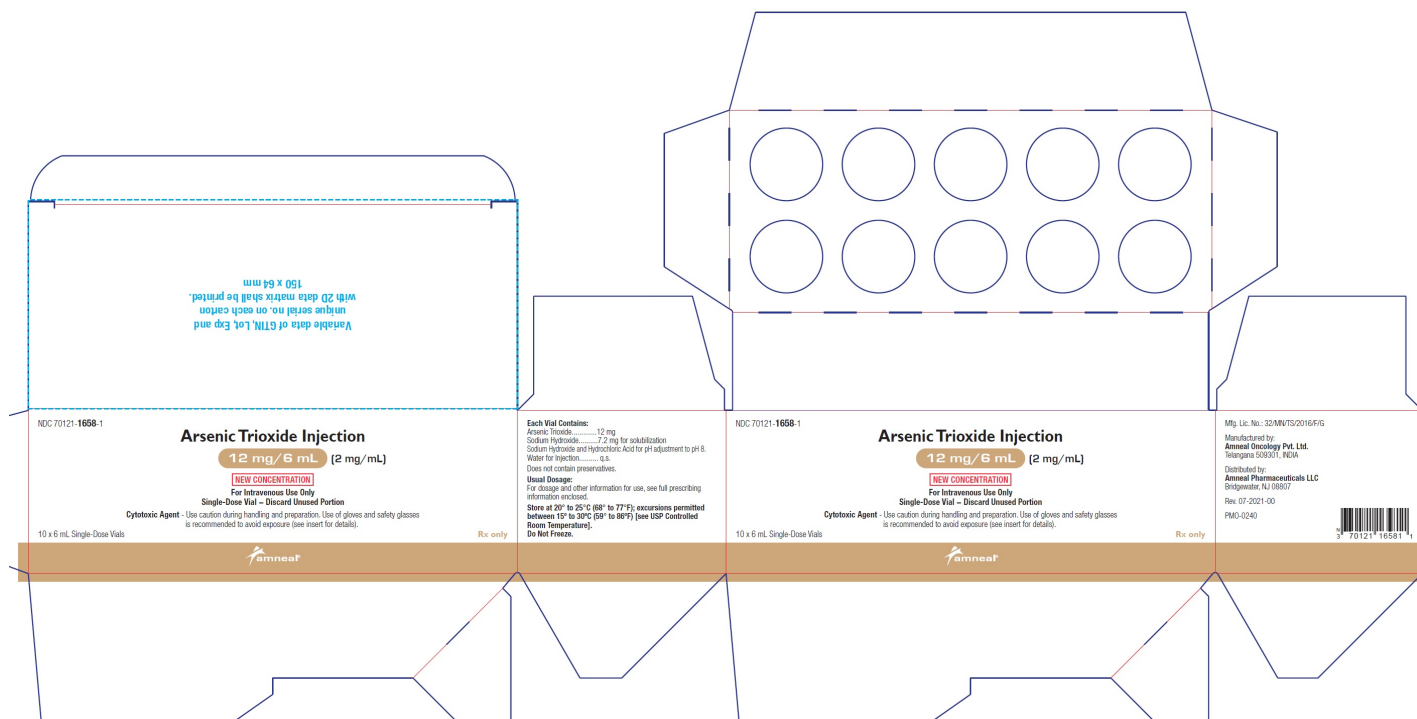 Variable data of GTIN, Lot, Exp and
unique serial no. on each carton
with 2D data matrix shall be printed.
150 x 64 mm
NDC 70121-1658-1
Arsenic Trioxide Injection
12 mg/6 mL (2 mg/mL)
NEW CONCENTRATION
For Intravenous Use Only
Single-Dose Vial – Discard Unused Portion
Cytotoxic Agent - Use caution during handling and preparation. Use of gloves and safety glasses
is recommended to avoid exposure (see insert for details).
10 x 6 mL Single-Dose Vials
Rx only
amneal
Each Vial Contains:
Arsenic Trioxide.............12 mg
Sodium Hydroxide..........7.2 mg for solubilization
Sodium Hydroxide and Hydrochloric Acid for pH adjustment to pH 8.
Water for Injection.......... q.s.
Does not contain preservatives.
Usual Dosage:
For dosage and other information for use, see full prescribing
information enclosed.
Store at 20° to 25°C (68° to 77°F); excursions permitted
between 15° to 30°C (59° to 86°F) [see USP Controlled
Room Temperature].
Do Not Freeze.
NDC 70121-1658-1
Arsenic Trioxide Injection
12 mg/6 mL (2 mg/mL)
NEW CONCENTRATION
For Intravenous Use Only
Single-Dose Vial – Discard Unused Portion
Cytotoxic Agent - Use caution during handling and preparation. Use of gloves and safety glasses
is recommended to avoid exposure (see insert for details).
10 x 6 mL Single-Dose Vials
Rx only
amneal
Mfg. Lic. No.: 32/MN/TS/2016/F/G
Manufactured by:
Amneal Oncology Pvt. Ltd.
Telangana 509301, INDIA
Distributed by:
Amneal Pharmaceuticals LLC
Bridgewater, NJ 08807
Rev. 07-2021-00
PMO-0240
N
3 70121 16581 1